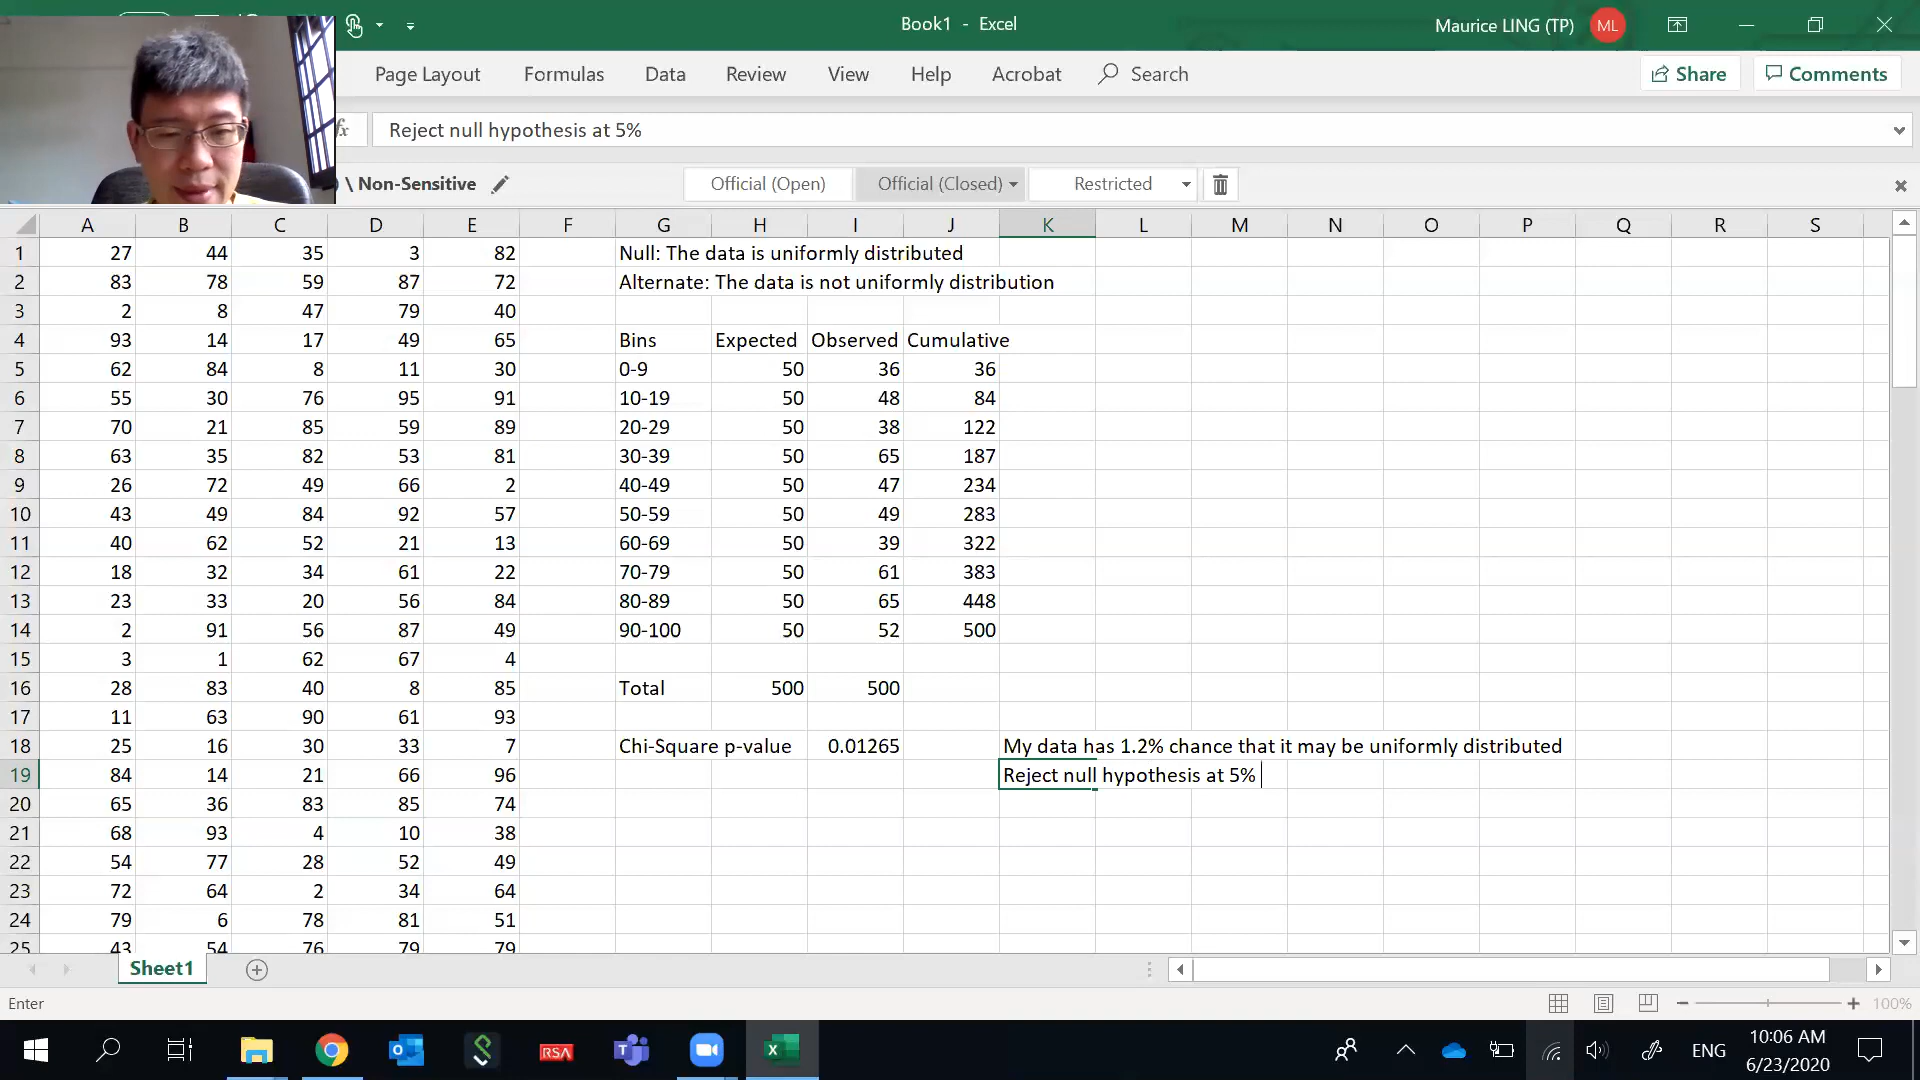 Book1 - Excel
Maurice LING (TP)
ML
Page Layout
Formulas
Data
Review
View
Help
Acrobat
Search
Share
Comments
fx
Reject null hypothesis at 5%
\ Non-Sensitive
Official (Open)
Official (Closed)
Restricted
A B C D E F G H I J K L M N O P Q R S
1 27 44 35 3 82 Null: The data is uniformly distributed
2 83 78 59 87 72 Alternate: The data is not uniformly distribution
3 2 8 47 79 40
4 93 14 17 49 65 Bins Expected Observed Cumulative
5 62 84 8 11 30 0-9 50 36 36
6 55 30 76 95 91 10-19 50 48 84
7 70 21 85 59 89 20-29 50 38 122
8 63 35 82 53 81 30-39 50 65 187
9 26 72 49 66 2 40-49 50 47 234
10 43 49 84 92 57 50-59 50 49 283
11 40 62 52 21 13 60-69 50 39 322
12 18 32 34 61 22 70-79 50 61 383
13 23 33 20 56 84 80-89 50 65 448
14 2 91 56 87 49 90-100 50 52 500
15 3 1 62 67 4
16 28 83 40 8 85 Total 500 500
17 11 63 90 61 93
18 25 16 30 33 7 Chi-Square p-value 0.01265 My data has 1.2% chance that it may be uniformly distributed
19 84 14 21 66 96 Reject null hypothesis at 5%
20 65 36 83 85 74
21 68 93 4 10 38
22 54 77 28 52 49
23 72 64 2 34 64
24 79 6 78 81 51
25 43 54 76 79 79
Sheet1
Enter
100%
RSA
ENG
10:06 AM
6/23/2020